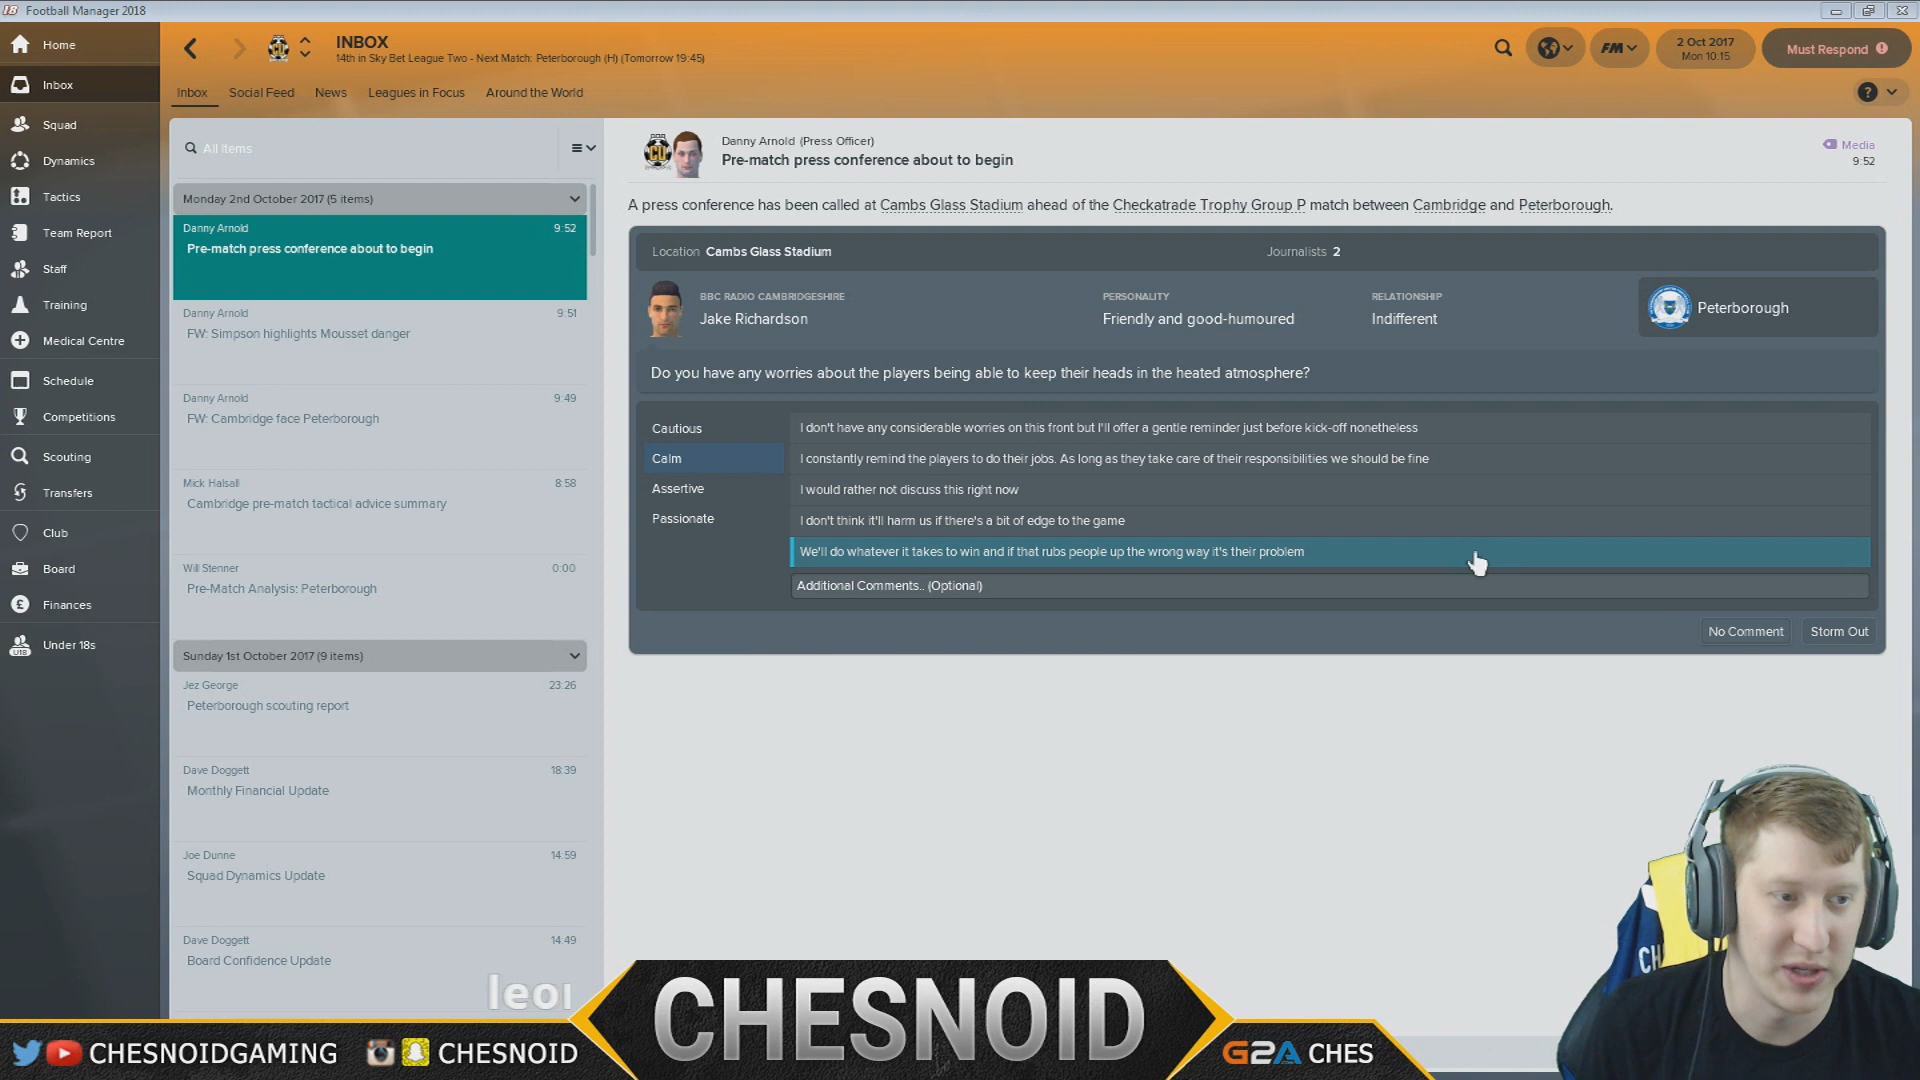 Football Manager 2018
Home
Inbox
Squad
Dynamics
Tactics
Team Report
Staff
Training
Medical Centre
Schedule
Competitions
Scouting
Transfers
Club
Board
Finances
Under 18s
INBOX
14th in Sky Bet League Two - Next Match: Peterborough (H) (Tomorrow 19:45)
FM
2 Oct 2017
Mon 10:15
Must Respond
Inbox Social Feed News Leagues in Focus Around the World
All Items
Monday 2nd October 2017 (5 items)
Danny Arnold 9:52
Pre-match press conference about to begin
Danny Arnold 9:51
FW: Simpson highlights Mousset danger
Danny Arnold 9:49
FW: Cambridge face Peterborough
Mick Halsall 8:58
Cambridge pre-match tactical advice summary
Will Stenner 0:00
Pre-Match Analysis: Peterborough
Sunday 1st October 2017 (9 items)
Jez George 23:26
Peterborough scouting report
Dave Doggett 18:39
Monthly Financial Update
Joe Dunne 14:59
Squad Dynamics Update
Dave Doggett 14:49
Board Confidence Update
Danny Arnold (Press Officer)
Pre-match press conference about to begin
Media
9:52
A press conference has been called at Cambs Glass Stadium ahead of the Checkatrade Trophy Group P match between Cambridge and Peterborough.
Location Cambs Glass Stadium Journalists 2
BBC RADIO CAMBRIDGESHIRE PERSONALITY RELATIONSHIP
Jake Richardson Friendly and good-humoured Indifferent
Peterborough
Do you have any worries about the players being able to keep their heads in the heated atmosphere?
Cautious
Calm
Assertive
Passionate
I don't have any considerable worries on this front but I'll offer a gentle reminder just before kick-off nonetheless
I constantly remind the players to do their jobs. As long as they take care of their responsibilities we should be fine
I would rather not discuss this right now
I don't think it'll harm us if there's a bit of edge to the game
We'll do whatever it takes to win and if that rubs people up the wrong way it's their problem
Additional Comments.. (Optional)
No Comment Storm Out
CHESNOID
CHESNOIDGAMING CHESNOID
G2A CHES